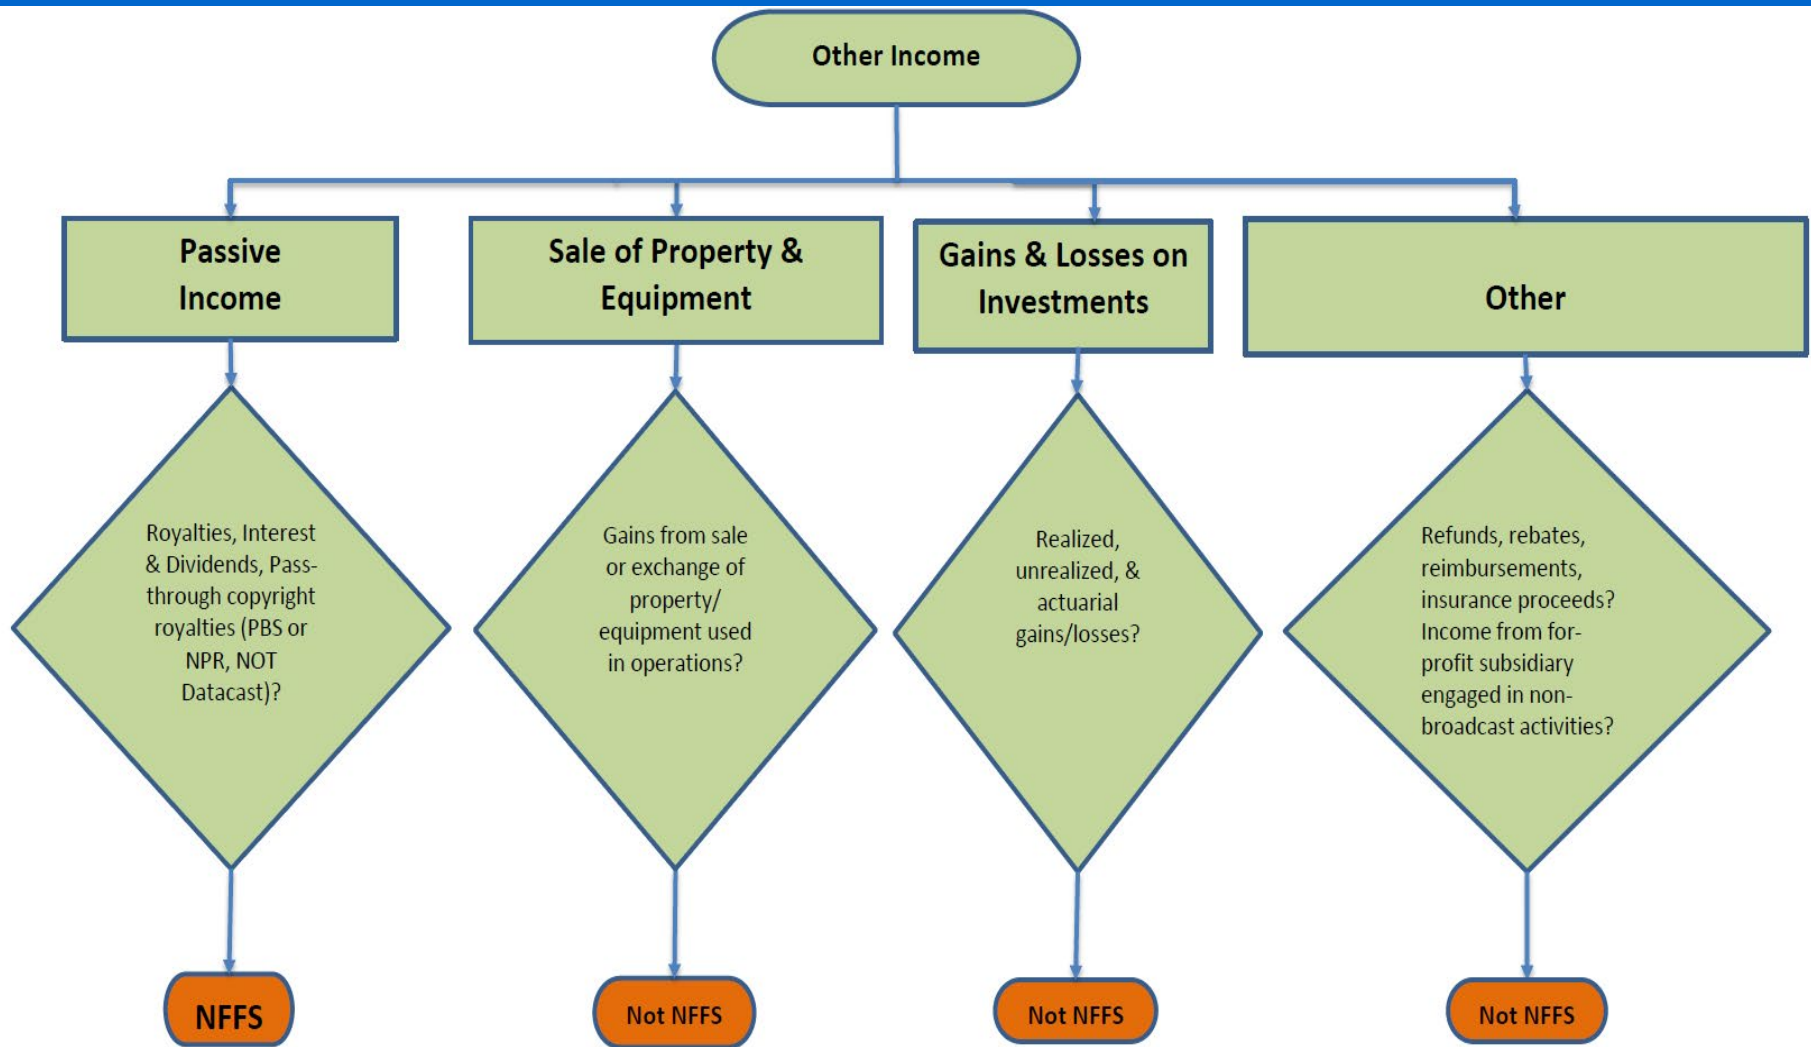 Other Income
Passive
Income
Sale of Property &
Equipment
Gains & Losses on
Investments
Other
Royalties, Interest
& Dividends, Pass-
through copyright
royalties (PBS or
NPR, NOT
Datacast)?
Gains from sale
or exchange of
property/
equipment used
in operations?
Realized,
unrealized, &
actuarial
gains/losses?
Refunds, rebates,
reimbursements,
insurance proceeds?
Income from for-
profit subsidiary
engaged in non-
broadcast activities?
NFFS
Not NFFS
Not NFFS
Not NFFS